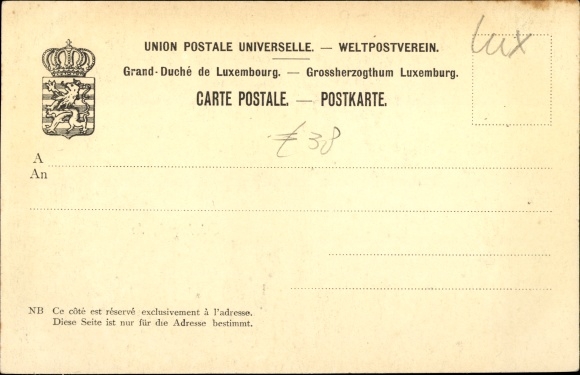 UNION POSTALE UNIVERSELLE. — WELTPOSTVEREIN.
Grand-Duché de Luxembourg. — Grossherzogthum Luxemburg.
CARTE POSTALE. — POSTKARTE.
Lux
€ 38
A
An
NB Ce côté est réservé exclusivement à l'adresse.
Diese Seite ist nur für die Adresse bestimmt.